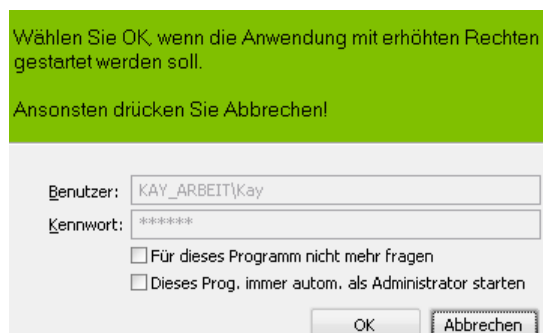 Wählen Sie OK, wenn die Anwendung mit erhöhten Rechten
gestartet werden soll.
Ansonsten drücken Sie Abbrechen!
Benutzer: KAY_ARBEIT\Kay
Kennwort: ******
Für dieses Programm nicht mehr fragen
Dieses Prog. immer autom. als Administrator starten
OK Abbrechen